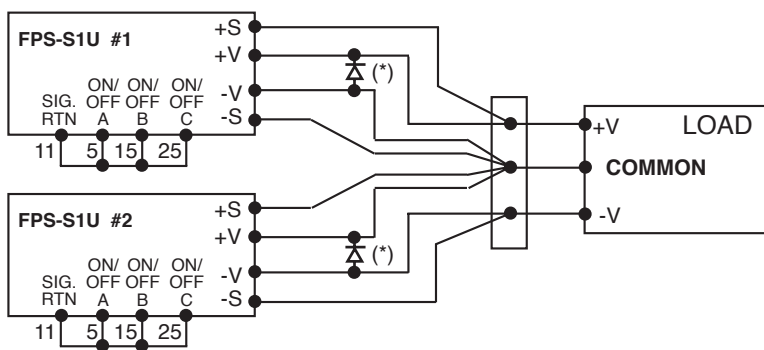 FPS-S1U #1
+S
+V
-V
-S
ON/ ON/ ON/
SIG. OFF OFF OFF
RTN A B C
11 5 15 25
(*)
+V LOAD
COMMON
-V
FPS-S1U #2
+S
+V
-V
-S
ON/ ON/ ON/
SIG. OFF OFF OFF
RTN A B C
11 5 15 25
(*)